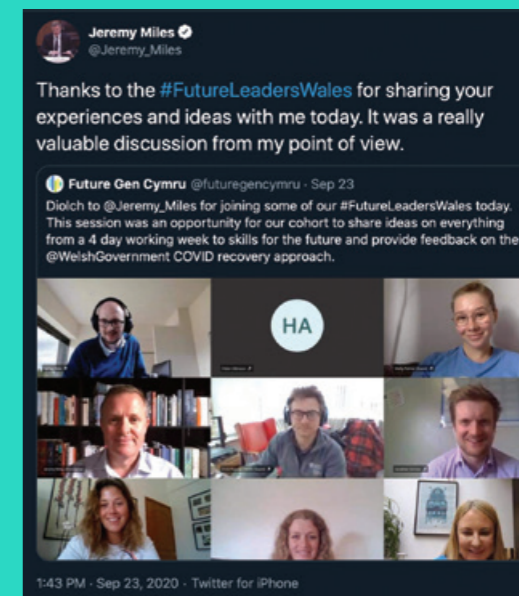 Jeremy Miles
@Jeremy_Miles
Thanks to the #FutureLeadersWales for sharing your
experiences and ideas with me today. It was a really
valuable discussion from my point of view.
Future Gen Cymru @futuregencymru · Sep 23
Diolch to @Jeremy_Miles for joining some of our #FutureLeadersWales today.
This session was an opportunity for our cohort to share ideas on everything
from a 4 day working week to skills for the future and provide feedback on the
@WelshGovernment COVID recovery approach.
HA
1:43 PM · Sep 23, 2020 · Twitter for iPhone